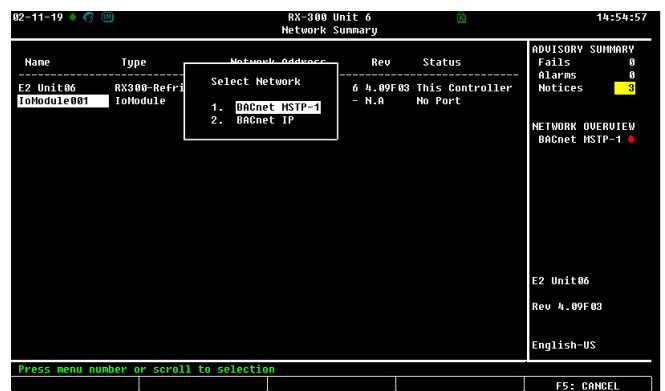 02-11-19 RX-300 Unit 6 14:54:57
Network Summary
ADVISORY SUMMARY
Fails 0
Alarms 0
Notices 3
NETWORK OVERVIEW
BACnet MSTP-1
Name Type Network Address Rev Status
E2 Unit06 RX300-Refri 6 4.09F03 This Controller
IoModule001 IoModule - N.A No Port
Select Network
1. BACnet MSTP-1
2. BACnet IP
E2 Unit06
Rev 4.09F03
English-US
Press menu number or scroll to selection
F5: CANCEL